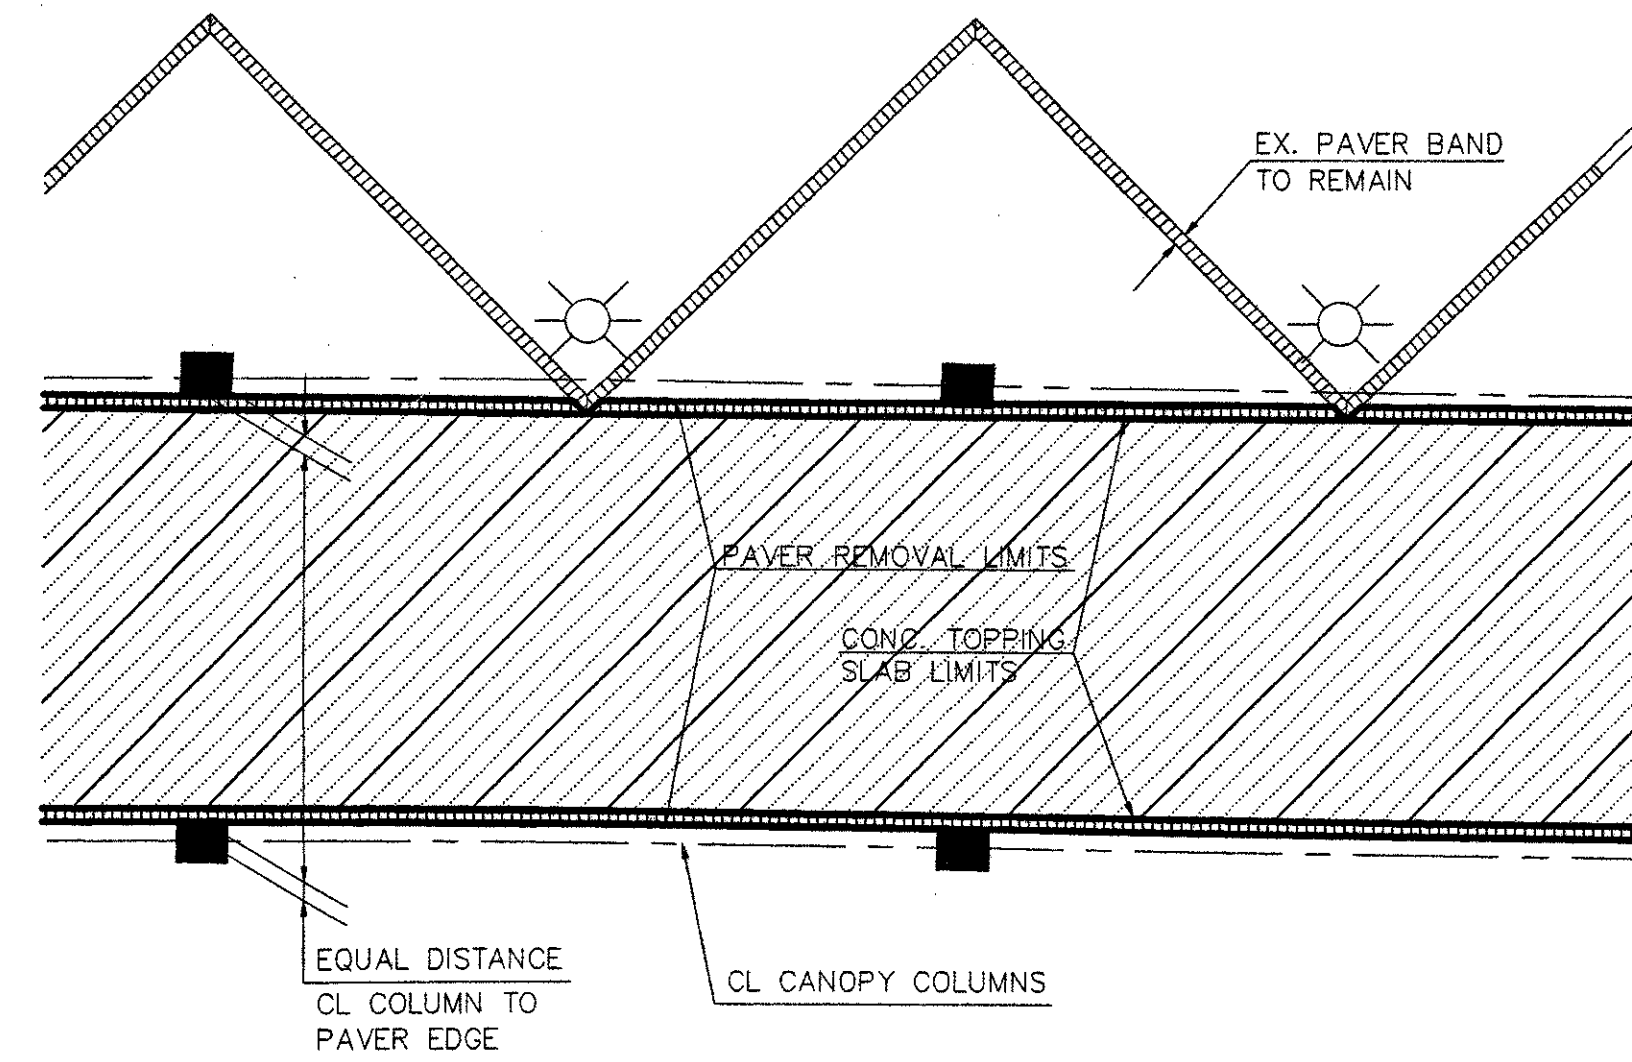 EX. PAVER BAND
TO REMAIN
PAVER REMOVAL LIMITS
CONC. TOPPING
SLAB LIMITS
EQUAL DISTANCE
CL COLUMN TO
PAVER EDGE
CL CANOPY COLUMNS